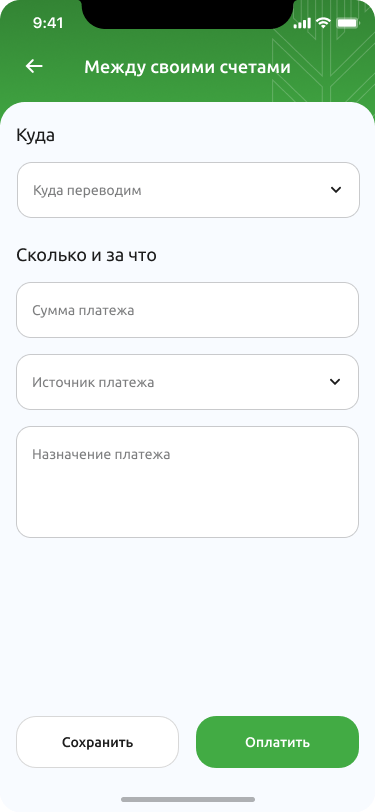 9:41
Между своими счетами
Куда
Куда переводим
Сколько и за что
Сумма платежа
Источник платежа
Назначение платежа
Сохранить
Оплатить